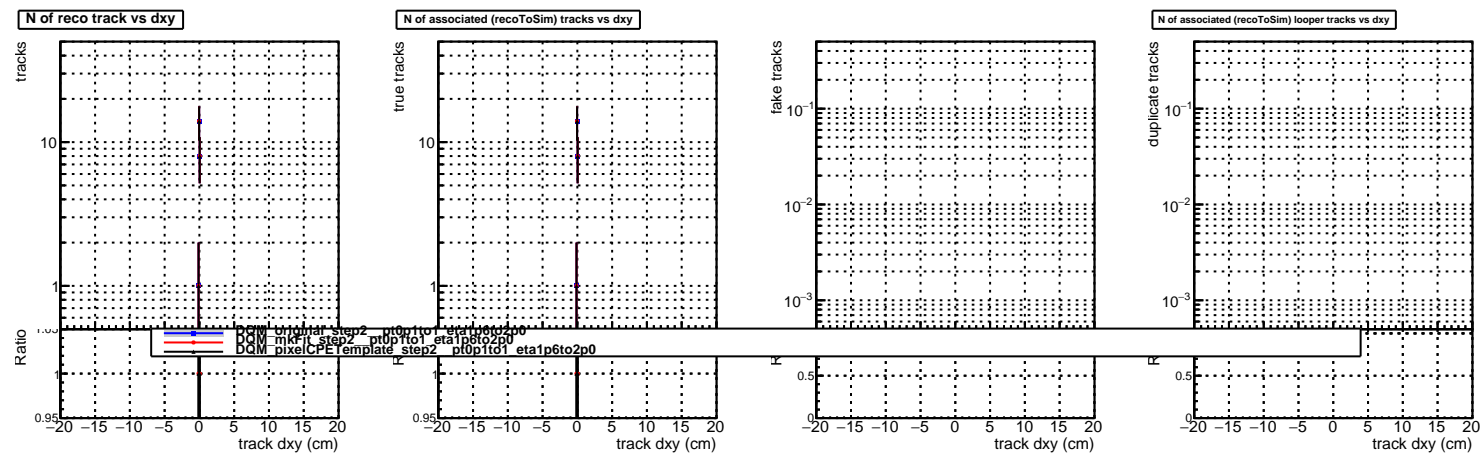 N of reco track vs dxy
tracks
10
1
Ratio
1.05
1
0.95
−20 −15 −10 −5 0 5 10 15 20
track dxy (cm)
N of associated (recoToSim) tracks vs dxy
true tracks
10
1
1
0.95
−20 −15 −10 −5 0 5 10 15 20
track dxy (cm)
fake tracks
10−1
10−2
10−3
0.5
0
−20 −15 −10 −5 0 5 10 15 20
track dxy (cm)
N of associated (recoToSim) looper tracks vs dxy
duplicate tracks
10−1
10−2
10−3
0.5
0
−20 −15 −10 −5 0 5 10 15 20
track dxy (cm)
DQM_original_step2__pt0p1to1_eta1p6to2p0
DQM_mkFit_step2__pt0p1to1_eta1p6to2p0
DQM_pixelCPETemplate_step2__pt0p1to1_eta1p6to2p0